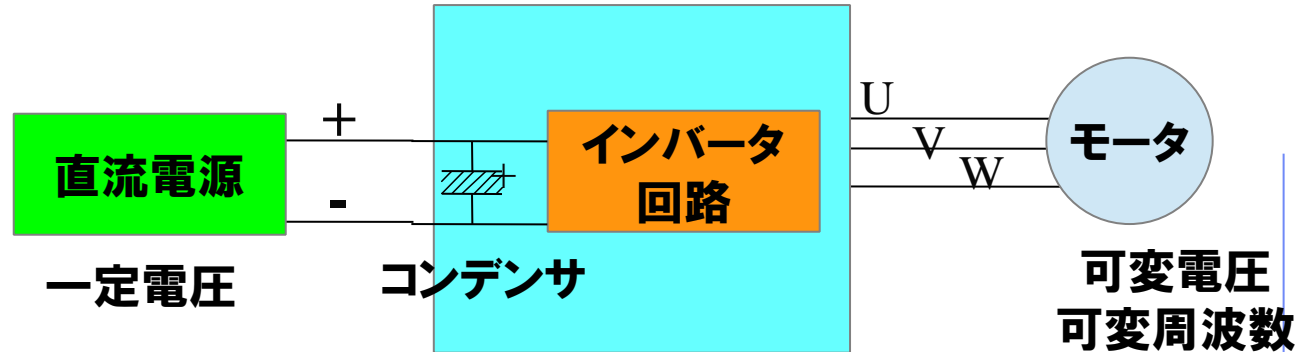 直流電源
一定電圧
+
-
コンデンサ
+
インバータ
回路
U
V
W
モータ
可変電圧
可変周波数